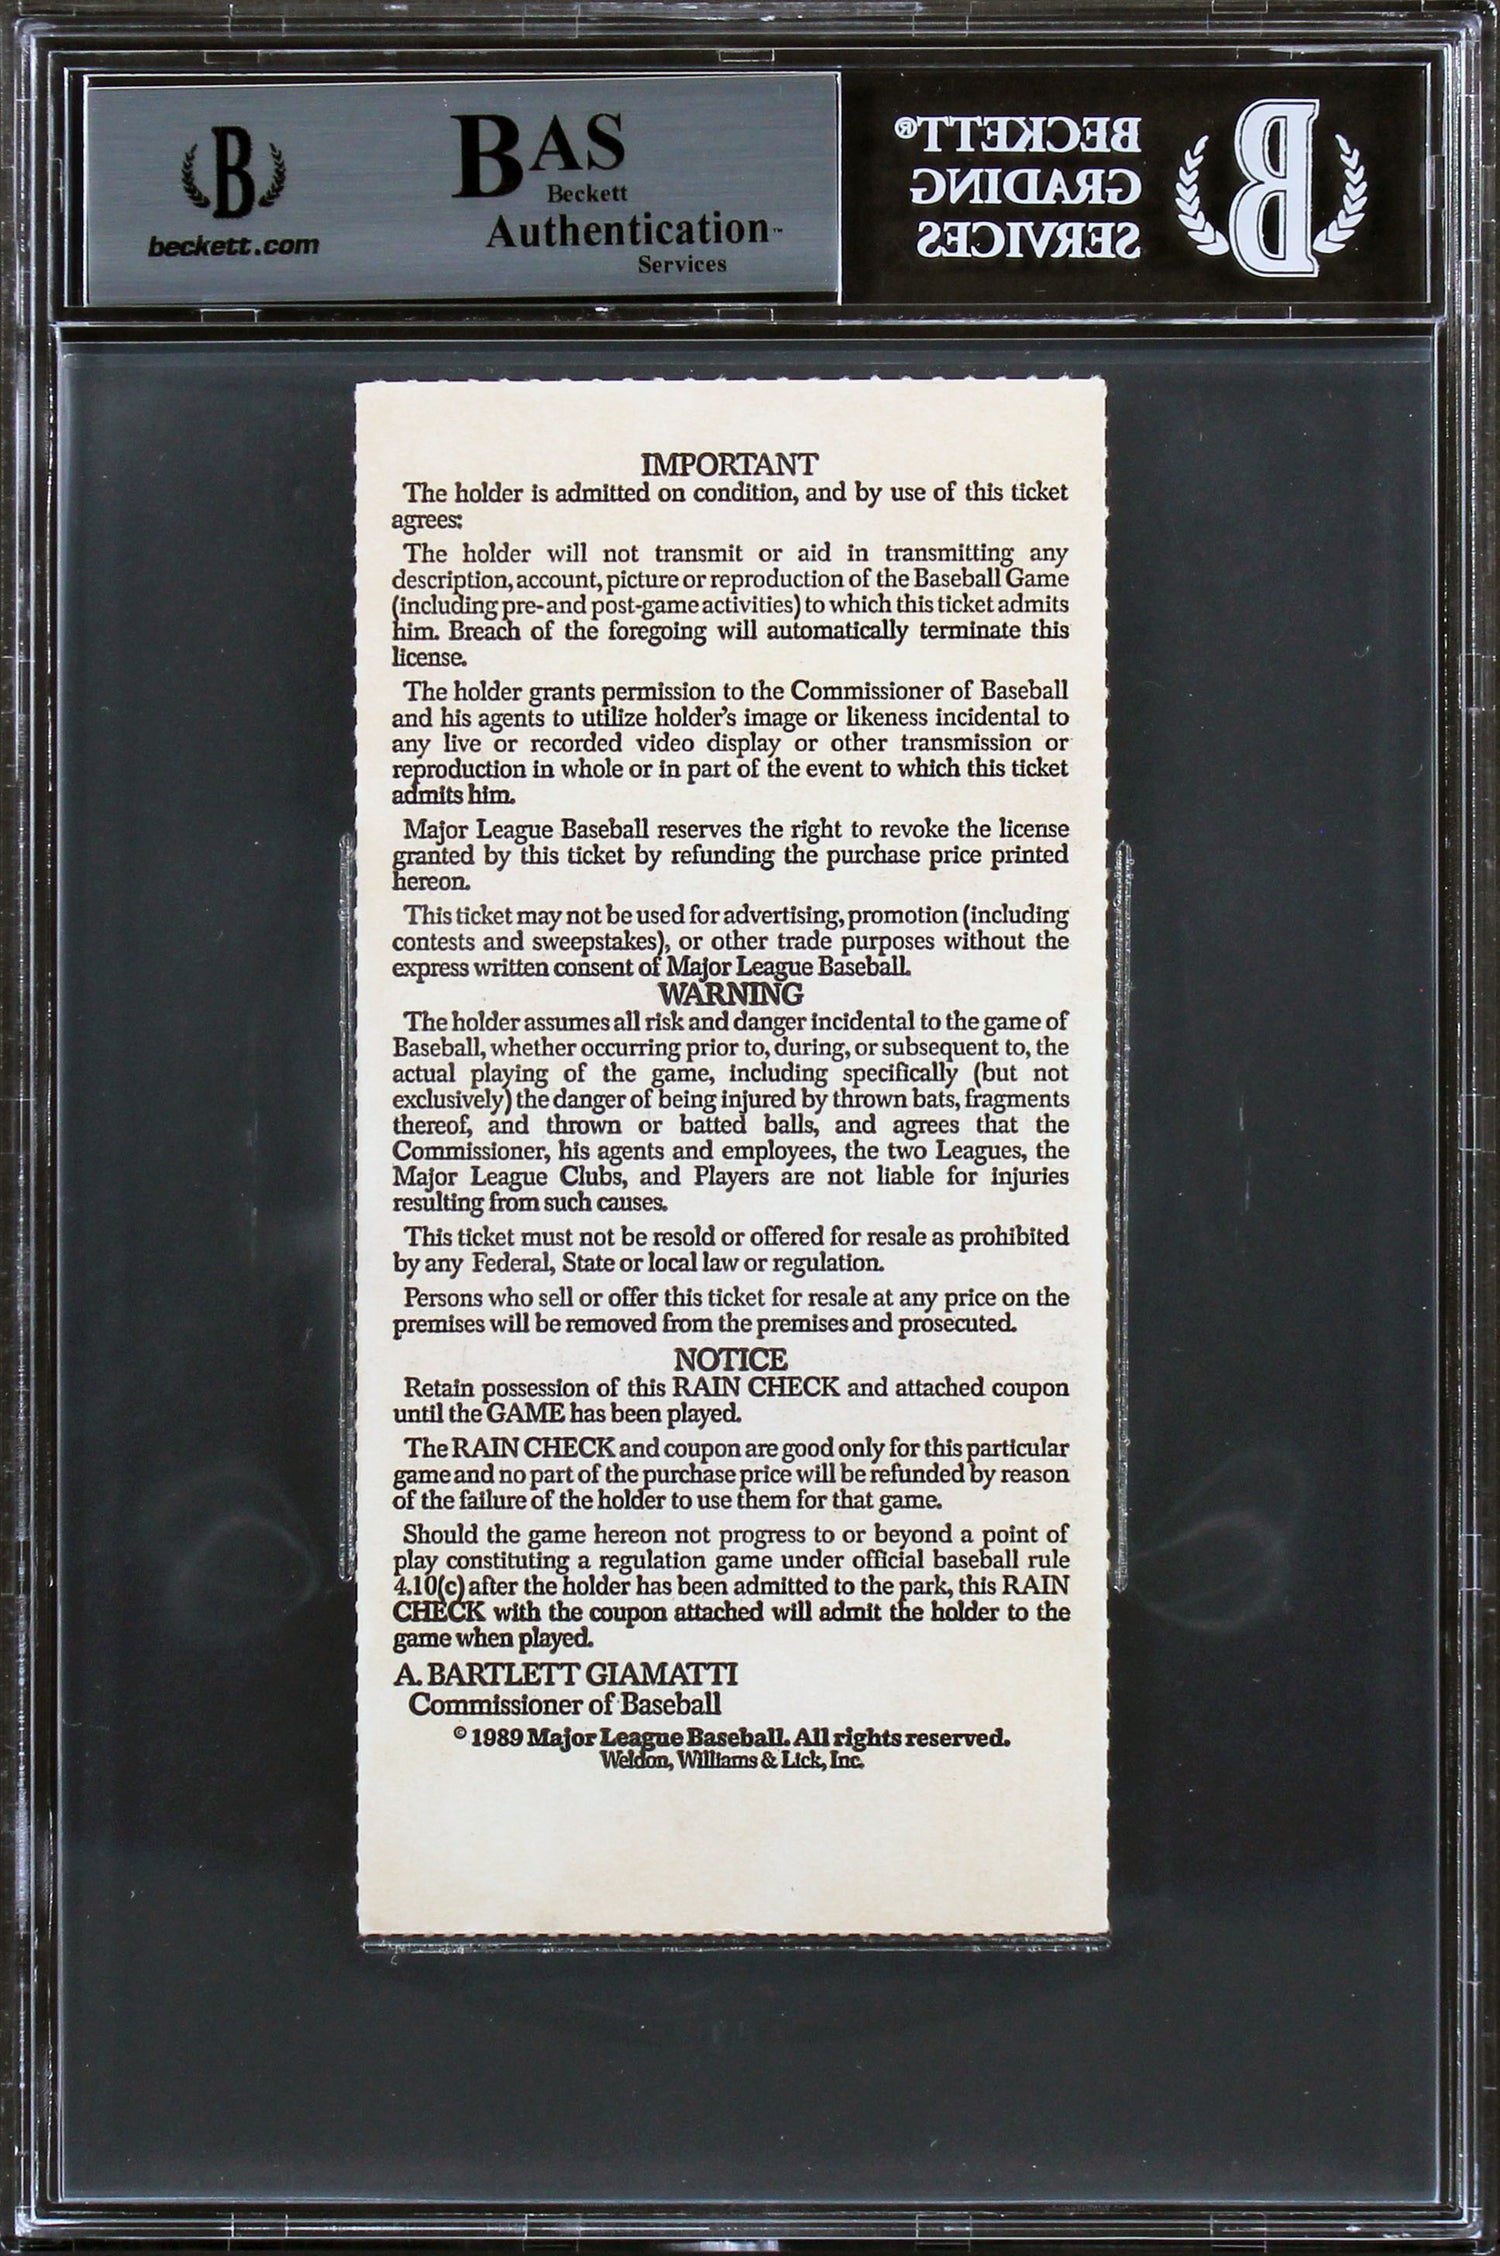 B
beckett.com
BAS
Beckett
Authentication™
Services
BECKETT®
GRADING
SERVICES
B
IMPORTANT
The holder is admitted on condition, and by use of this ticket
agrees:
The holder will not transmit or aid in transmitting any
description, account, picture or reproduction of the Baseball Game
(including pre- and post-game activities) to which this ticket admits
him. Breach of the foregoing will automatically terminate this
license.
The holder grants permission to the Commissioner of Baseball
and his agents to utilize holder's image or likeness incidental to
any live or recorded video display or other transmission or
reproduction in whole or in part of the event to which this ticket
admits him.
Major League Baseball reserves the right to revoke the license
granted by this ticket by refunding the purchase price printed
hereon.
This ticket may not be used for advertising, promotion (including
contests and sweepstakes), or other trade purposes without the
express written consent of Major League Baseball.
WARNING
The holder assumes all risk and danger incidental to the game of
Baseball, whether occurring prior to, during, or subsequent to, the
actual playing of the game, including specifically (but not
exclusively) the danger of being injured by thrown bats, fragments
thereof, and thrown or batted balls, and agrees that the
Commissioner, his agents and employees, the two Leagues, the
Major League Clubs, and Players are not liable for injuries
resulting from such causes.
This ticket must not be resold or offered for resale as prohibited
by any Federal, State or local law or regulation.
Persons who sell or offer this ticket for resale at any price on the
premises will be removed from the premises and prosecuted.
NOTICE
Retain possession of this RAIN CHECK and attached coupon
until the GAME has been played.
The RAIN CHECK and coupon are good only for this particular
game and no part of the purchase price will be refunded by reason
of the failure of the holder to use them for that game.
Should the game hereon not progress to or beyond a point of
play constituting a regulation game under official baseball rule
4.10(c) after the holder has been admitted to the park, this RAIN
CHECK with the coupon attached will admit the holder to the
game when played.
A. BARTLETT GIAMATTI
Commissioner of Baseball
© 1989 Major League Baseball. All rights reserved.
Weldon, Williams & Lick, Inc.